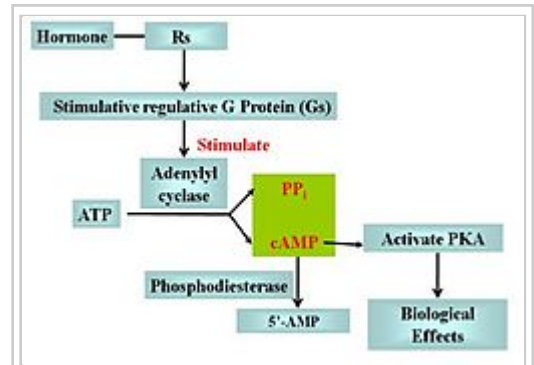 Hormone
Rs
Stimulative regulative G Protein (Gs)
Stimulate
Adenylyl
cyclase
PPi
ATP
cAMP
Activate PKA
Phosphodiesterase
5'-AMP
Biological
Effects